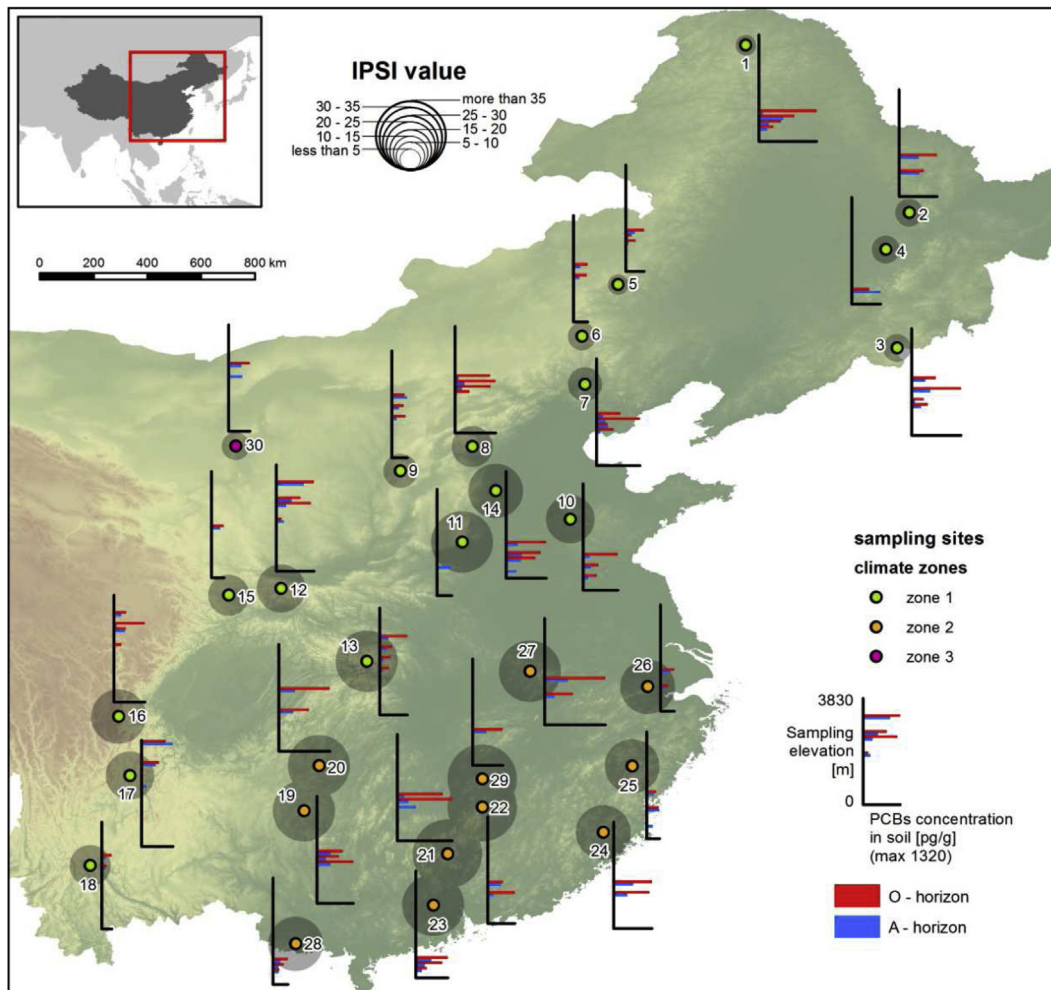 IPSI value
30 - 35
20 - 25
10 - 15
less than 5
more than 35
25 - 30
15 - 20
5 - 10
0 200 400 600 800 km
1
2
4
3
5
6
7
30
9
8
14
10
11
15
12
13
27
26
16
17
20
29
25
19
22
24
21
18
23
28
sampling sites
climate zones
zone 1
zone 2
zone 3
3830
Sampling
elevation
[m]
0
PCBs concentration
in soil [pg/g]
(max 1320)
O - horizon
A - horizon